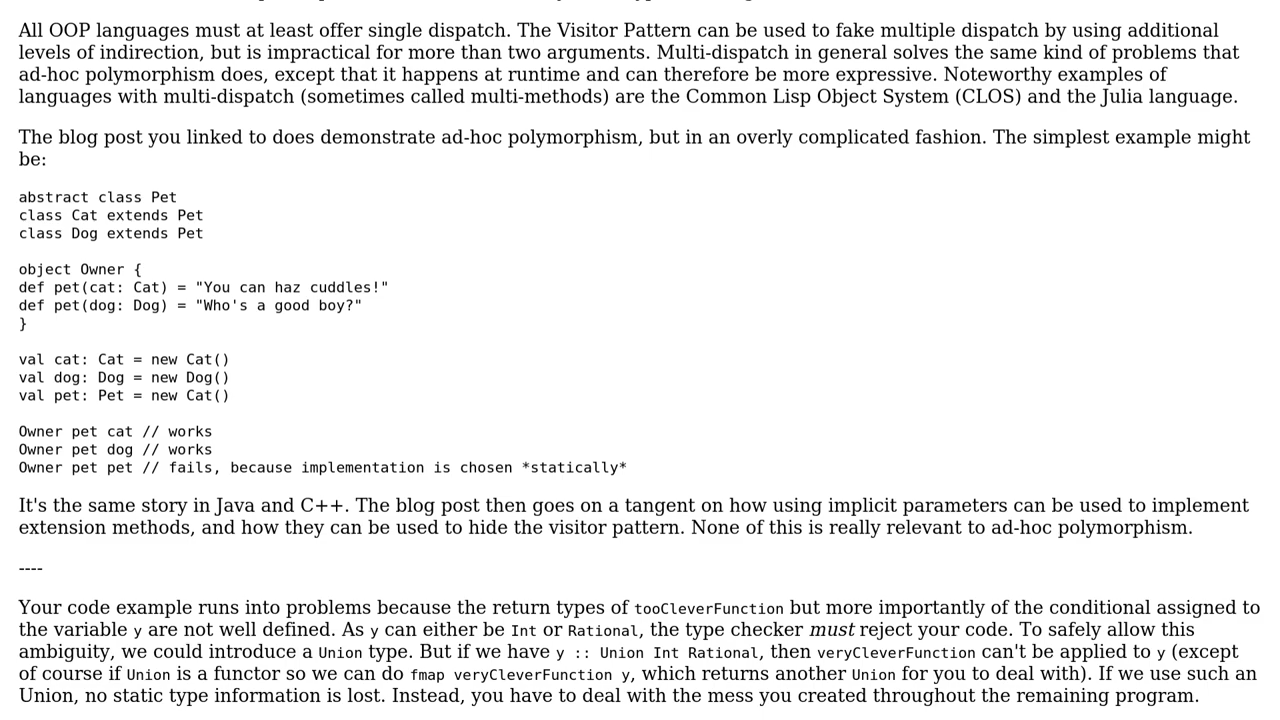 All OOP languages must at least offer single dispatch. The Visitor Pattern can be used to fake multiple dispatch by using additional
levels of indirection, but is impractical for more than two arguments. Multi-dispatch in general solves the same kind of problems that
ad-hoc polymorphism does, except that it happens at runtime and can therefore be more expressive. Noteworthy examples of
languages with multi-dispatch (sometimes called multi-methods) are the Common Lisp Object System (CLOS) and the Julia language.
The blog post you linked to does demonstrate ad-hoc polymorphism, but in an overly complicated fashion. The simplest example might
be:
abstract class Pet
class Cat extends Pet
class Dog extends Pet
object Owner {
def pet(cat: Cat) = "You can haz cuddles!"
def pet(dog: Dog) = "Who's a good boy?"
}
val cat: Cat = new Cat()
val dog: Dog = new Dog()
val pet: Pet = new Cat()
Owner pet cat // works
Owner pet dog // works
Owner pet pet // fails, because implementation is chosen *statically*
It's the same story in Java and C++. The blog post then goes on a tangent on how using implicit parameters can be used to implement
extension methods, and how they can be used to hide the visitor pattern. None of this is really relevant to ad-hoc polymorphism.
----
Your code example runs into problems because the return types of tooCleverFunction but more importantly of the conditional assigned to
the variable y are not well defined. As y can either be Int or Rational, the type checker must reject your code. To safely allow this
ambiguity, we could introduce a Union type. But if we have y :: Union Int Rational, then veryCleverFunction can't be applied to y (except
of course if Union is a functor so we can do fmap veryCleverFunction y, which returns another Union for you to deal with). If we use such an
Union, no static type information is lost. Instead, you have to deal with the mess you created throughout the remaining program.